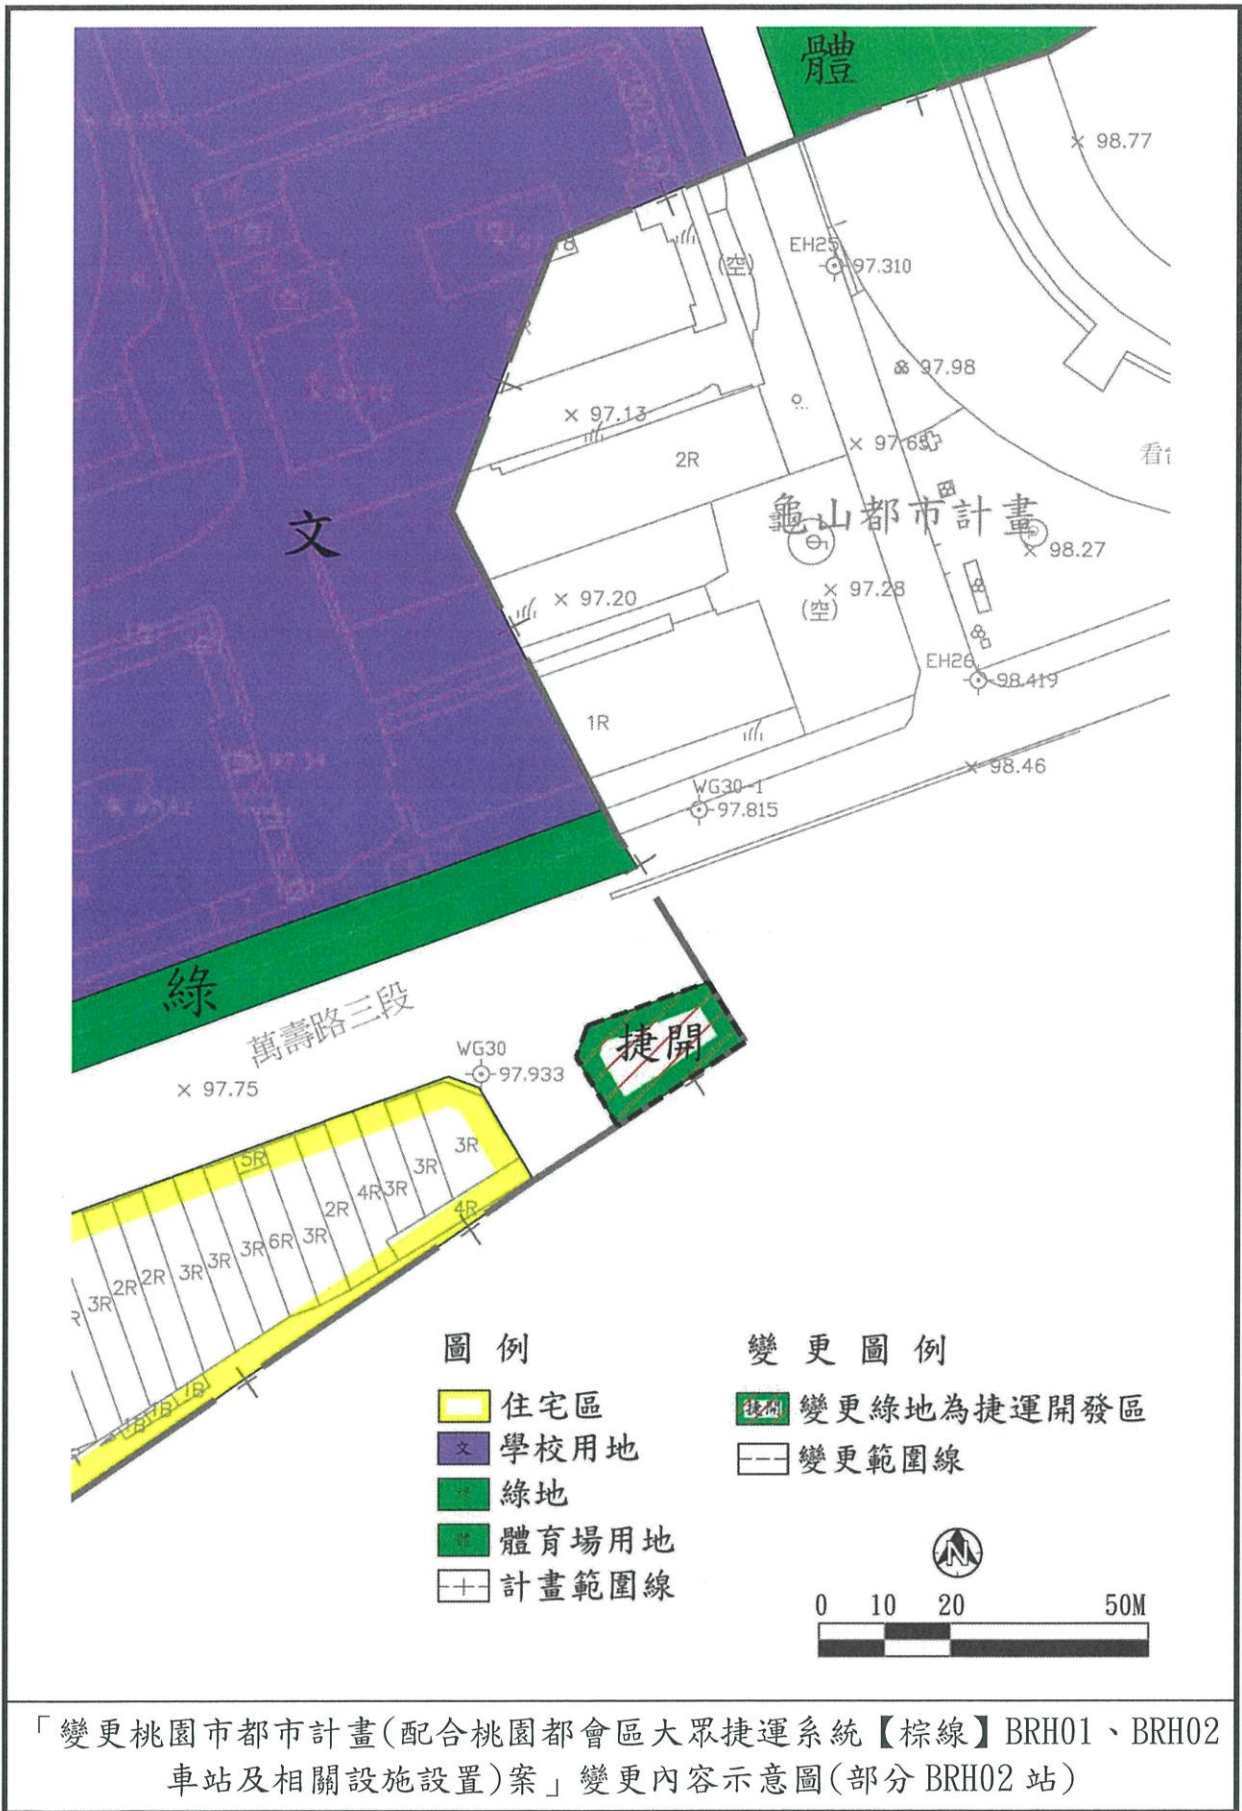 體
98.77
EH25
97.310
(空)
97.98
97.13
97.65
2R
看
龜山都市計畫
文
98.27
97.20
97.28
(空)
EH26
98.419
1R
98.46
WG30-1
97.815
綠
萬壽路三段
捷開
WG30
97.933
97.75
5R
3R
3R
3R
4R
2R
4R
3R
6R
3R
3R
3R
2R
2R
3R
圖例
變更圖例
住宅區
捷開
變更綠地為捷運開發區
文
學校用地
變更範圍線
綠地
體育場用地
計畫範圍線
N
0 10 20 50M
「變更桃園市都市計畫(配合桃園都會區大眾捷運系統【棕線】BRH01、BRH02
車站及相關設施設置)案」變更內容示意圖(部分 BRH02 站)